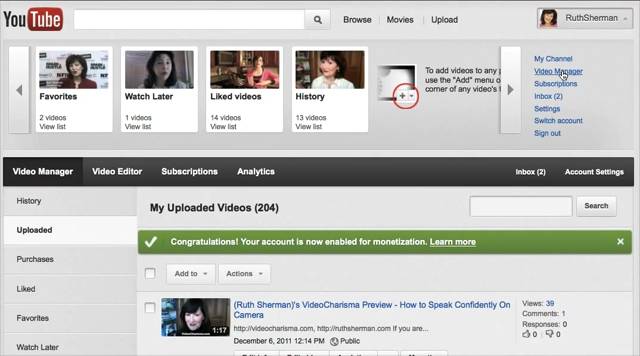 YouTube
Browse Movies Upload
RuthSherman
Favorites
2 videos
View list
Watch Later
1 videos
View list
Liked videos
14 videos
View list
History
13 videos
View list
To add videos to any p
use the "Add" menu o
corner of any video's t
My Channel
Video Manager
Subscriptions
Inbox (2)
Settings
Switch account
Sign out
Video Manager Video Editor Subscriptions Analytics Inbox (2) Account Settings
History
Uploaded
Purchases
Liked
Favorites
Watch Later
My Uploaded Videos (204)
Search
Congratulations! Your account is now enabled for monetization. Learn more
Add to Actions
1:17
(Ruth Sherman)'s VideoCharisma Preview - How to Speak Confidently On
Camera
http://videocharisma.com, http://ruthsherman.com If you are...
December 6, 2011 12:14 PM Public
Views: 39
Comments: 1
Responses: 0
0 0